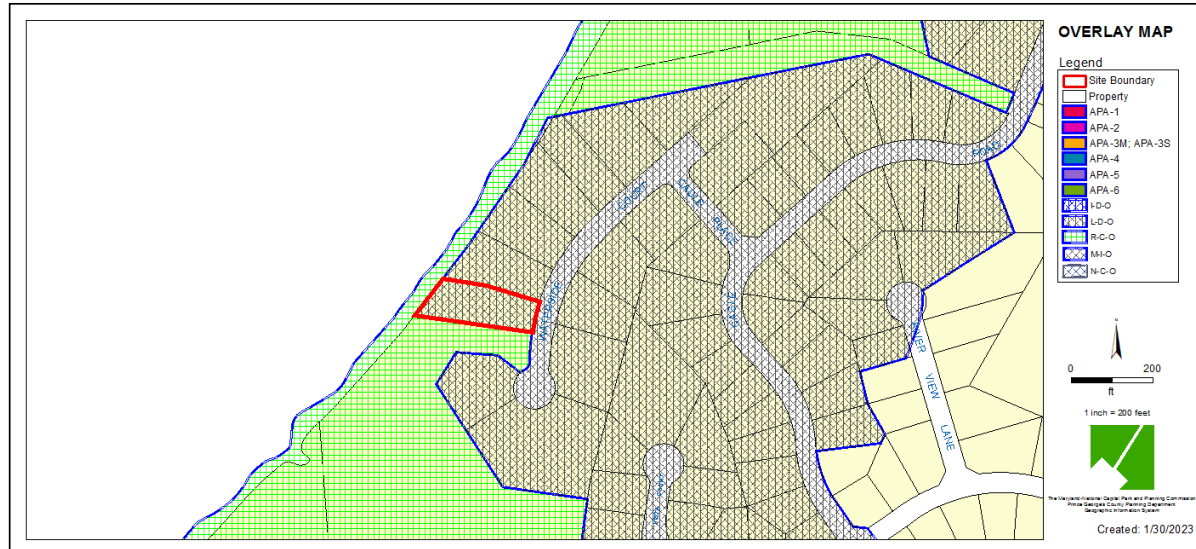 OVERLAY MAP
Legend
Site Boundary
Property
APA-1
APA-2
APA-3M; APA-3S
APA-4
APA-5
APA-6
I-D-O
L-D-O
R-C-O
M-I-O
N-C-O
N
0 200
ft
1 inch = 200 feet
The Maryland-National Capital Park and Planning Commission
Prince George's County Planning Department
Geographic Information System
Created: 1/30/2023
ROAD
COURT
CAGLE
PLACE
WATERSIDE
RIVER
VIEW
LANE